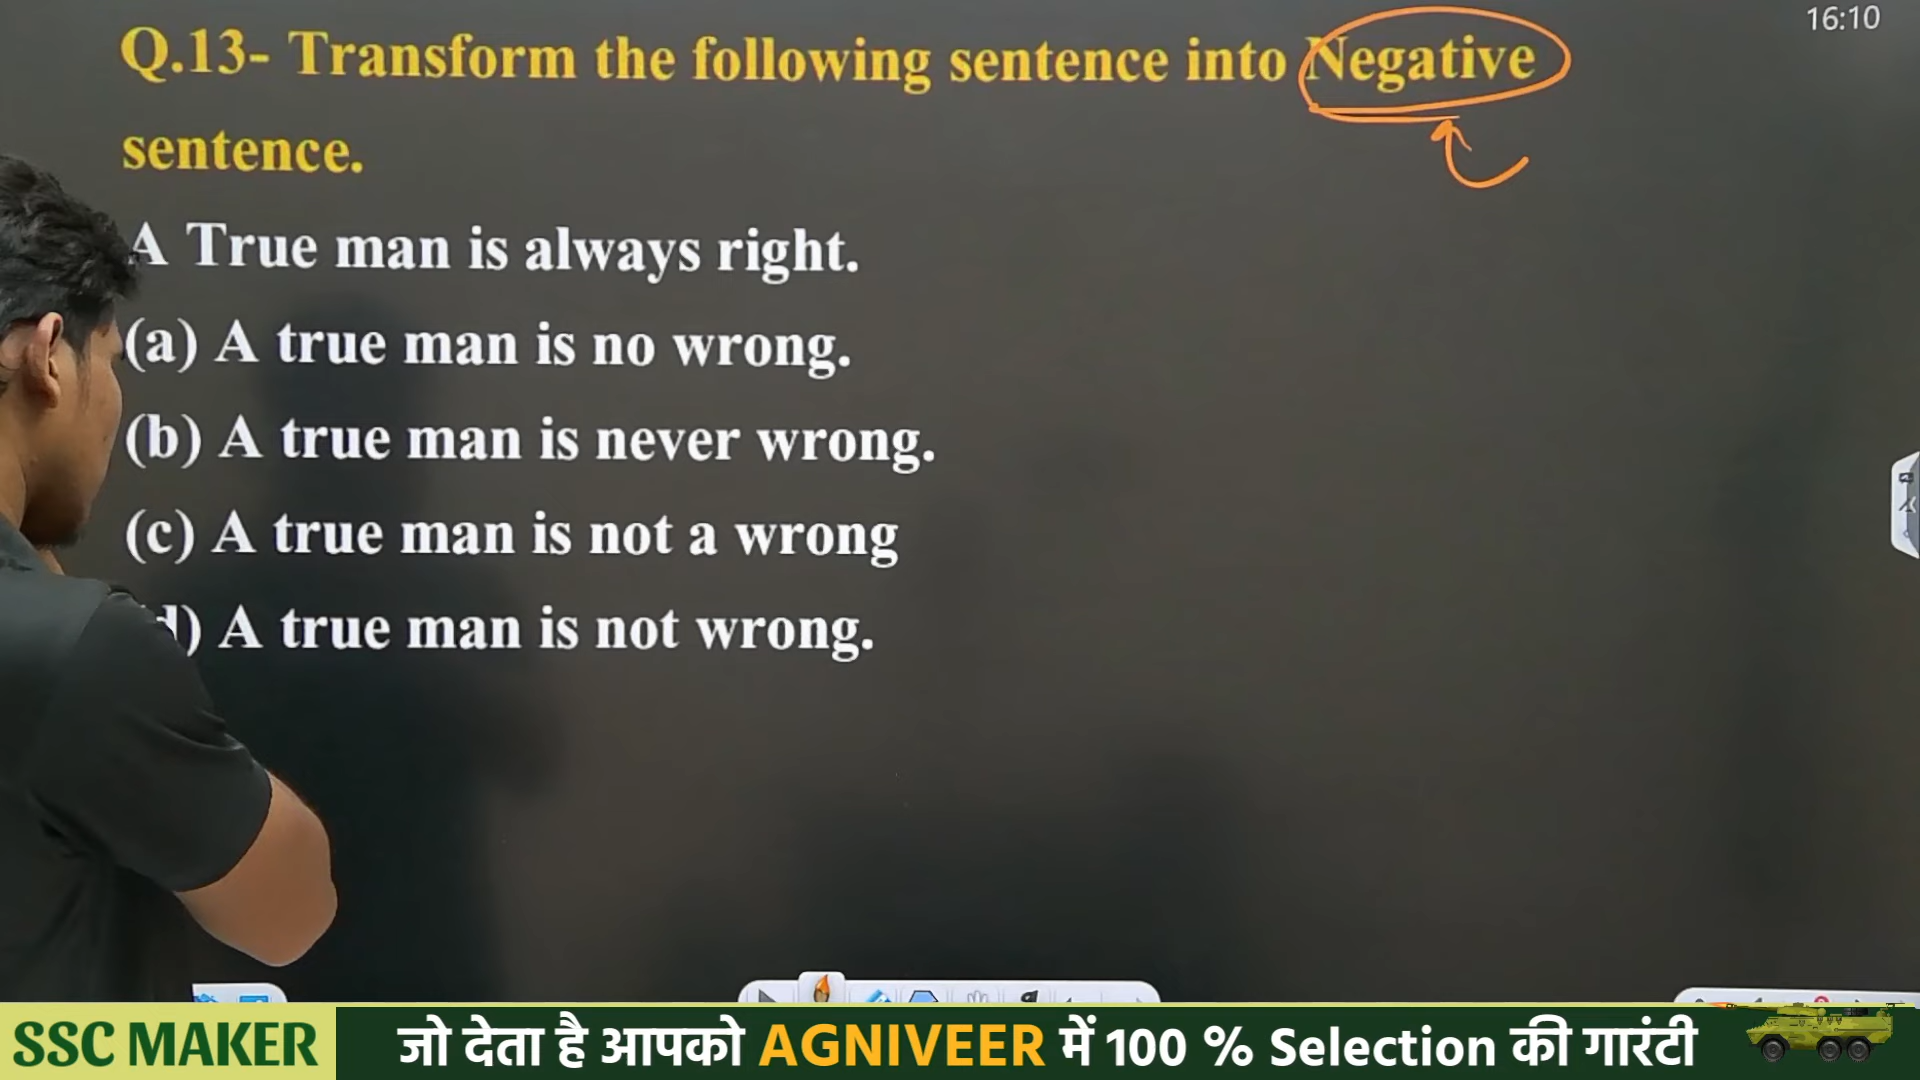 16:10
Q.13- Transform the following sentence into Negative
sentence.
A True man is always right.
(a) A true man is no wrong.
(b) A true man is never wrong.
(c) A true man is not a wrong
d) A true man is not wrong.
SSC MAKER
जो देता है आपको AGNIVEER में 100 % Selection की गारंटी